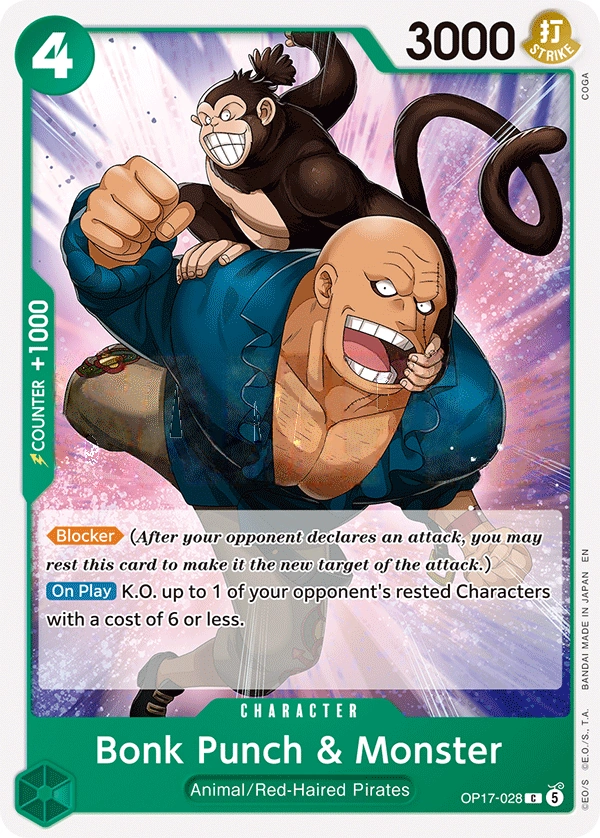 4
3000
打
STRIKE
COGA
COUNTER +1000
Blocker (After your opponent declares an attack, you may
rest this card to make it the new target of the attack.)
On Play K.O. up to 1 of your opponent's rested Characters
with a cost of 6 or less.
CHARACTER
Bonk Punch & Monster
Animal/Red-Haired Pirates
OP17-028 C 5
©EO/S ©E.O./S., T.A. BANDAI MADE IN JAPAN EN